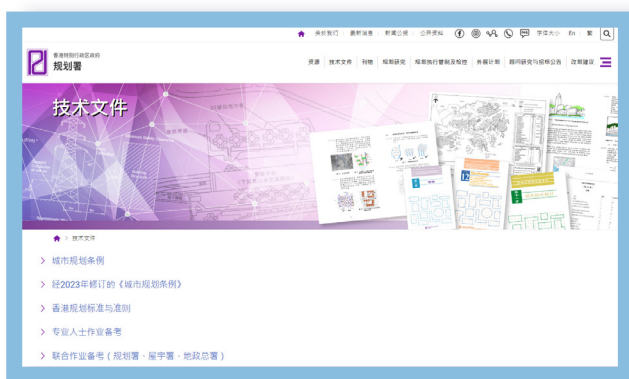 联络我们 最新消息 新闻公报 公开资料 字体大小 En 繁
香港特别行政区政府
规划署
资源 技术文件 刊物 规划研究 规划执行管制及检控 外展计划 顾问研究与招标公告 改划建议
技术文件
> 技术文件
> 城市规划条例
> 经2023年修订的《城市规划条例》
> 香港规划标准与准则
> 专业人士作业备考
> 联合作业备考(规划署、屋宇署、地政总署)